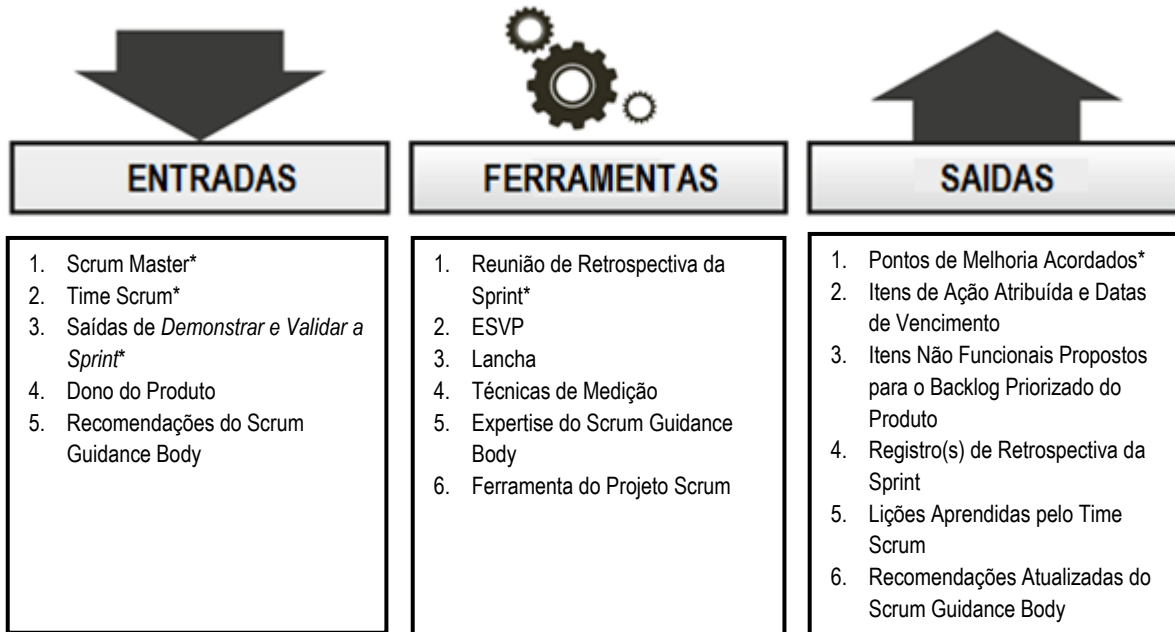 ENTRADAS
1. Scrum Master*
2. Time Scrum*
3. Saídas de Demonstrar e Validar a
Sprint*
4. Dono do Produto
5. Recomendações do Scrum
Guidance Body
FERRAMENTAS
1. Reunião de Retrospectiva da
Sprint*
2. ESVP
3. Lancha
4. Técnicas de Medição
5. Expertise do Scrum Guidance
Body
6. Ferramenta do Projeto Scrum
SAIDAS
1. Pontos de Melhoria Acordados*
2. Itens de Ação Atribuída e Datas
de Vencimento
3. Itens Não Funcionais Propostos
para o Backlog Priorizado do
Produto
4. Registro(s) de Retrospectiva da
Sprint
5. Lições Aprendidas pelo Time
Scrum
6. Recomendações Atualizadas do
Scrum Guidance Body